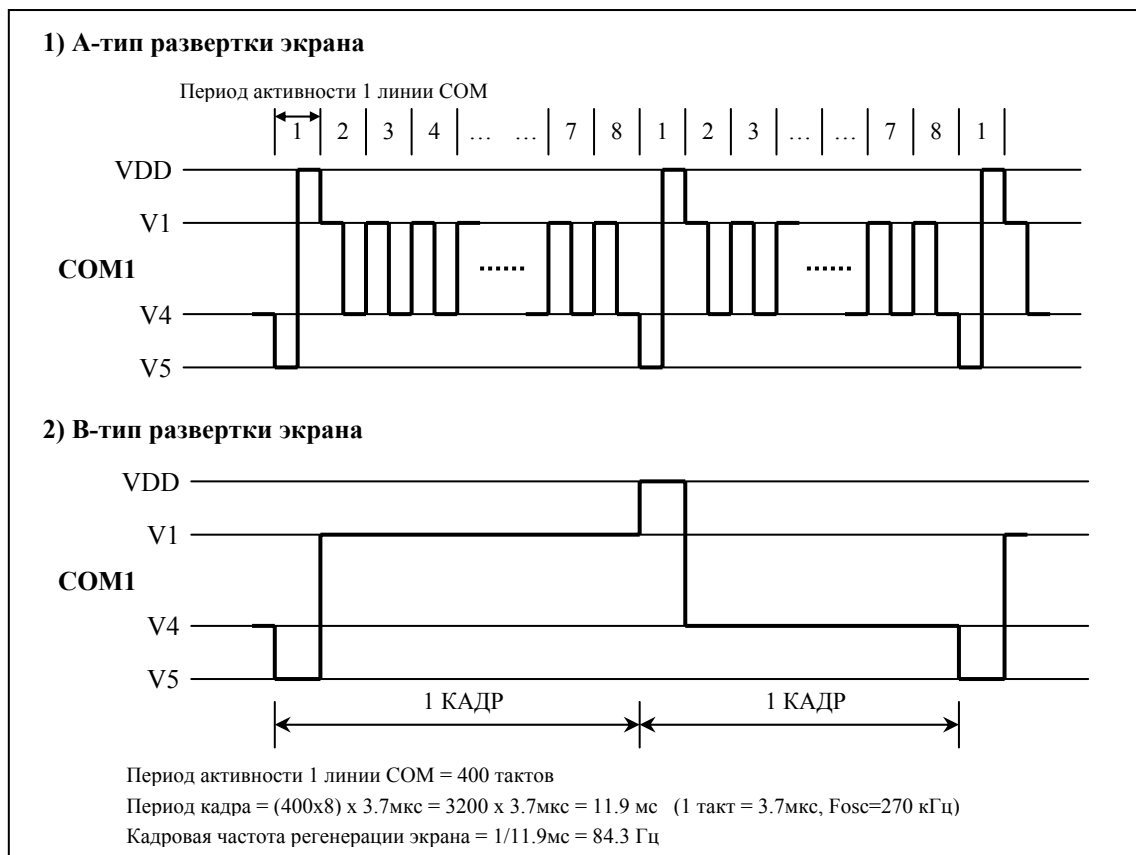 1) А-тип развертки экрана
Период активности 1 линии COM
1 2 3 4 ... ... 7 8 1 2 3 ... ... 7 8 1
VDD
V1
COM1
V4
V5
2) В-тип развертки экрана
VDD
V1
COM1
V4
V5
1 КАДР 1 КАДР
Период активности 1 линии COM = 400 тактов
Период кадра = (400x8) x 3.7мкс = 3200 x 3.7мкс = 11.9 мс (1 такт = 3.7мкс, Fosc=270 кГц)
Кадровая частота регенерации экрана = 1/11.9мс = 84.3 Гц